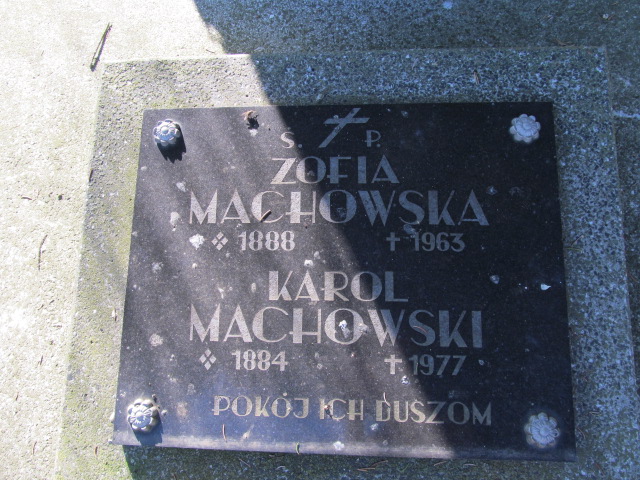 Ś. P.
ZOFIA
MACHOWSKA
1888 1963
KAROL
MACHOWSKI
1884 1977
POKÓJ ICH DUSZOM